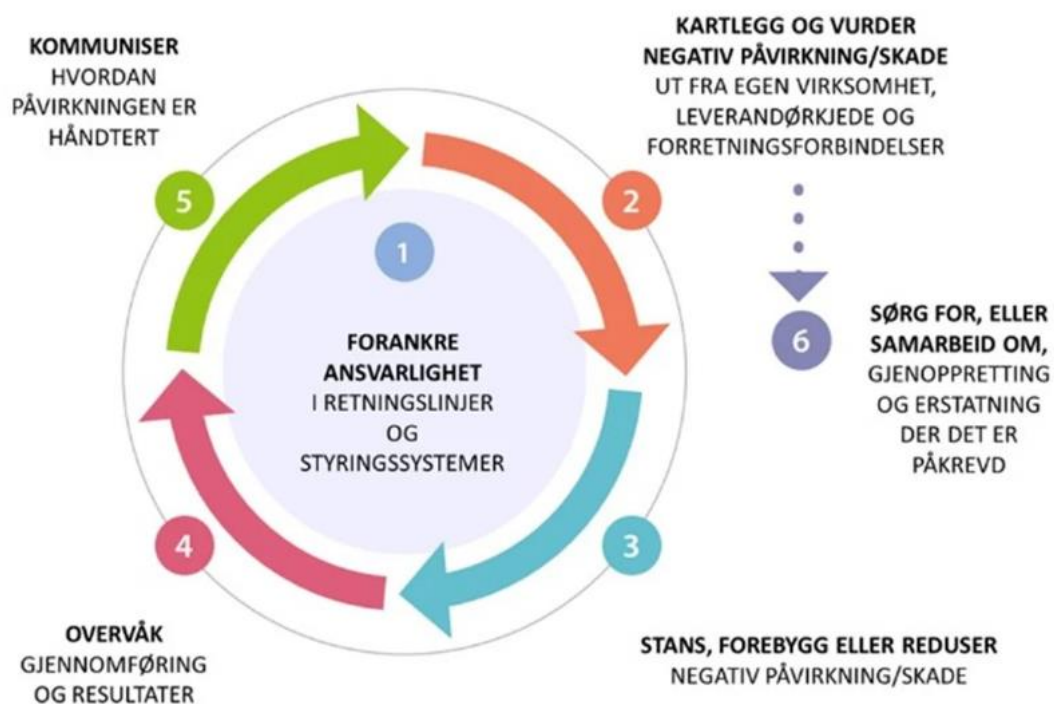 KOMMUNISER
HVORDAN
PÅVIRKNINGEN ER
HÅNDTERT
5
KARTLEGG OG VURDER
NEGATIV PÅVIRKNING/SKADE
UT FRA EGEN VIRKSOMHET,
LEVERANDØRKJEDE OG
FORRETNINGSFORBINDELSER
2
1
FORANKRE
ANSVARLIGHET
I RETNINGSLINJER
OG
STYRINGSSYSTEMER
6
SØRG FOR, ELLER
SAMARBEID OM,
GJENOPPRETTING
OG ERSTATNING
DER DET ER
PÅKREVD
4
OVERVÅK
GJENNOMFØRING
OG RESULTATER
3
STANS, FOREBYGG ELLER REDUSER
NEGATIV PÅVIRKNING/SKADE